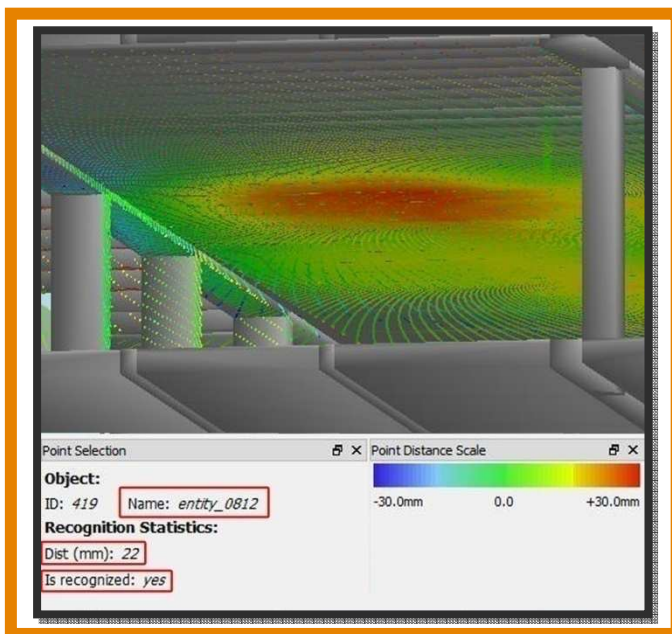 Point Selection
Point Distance Scale
Object:
ID: 419 Name: entity_0812
-30.0mm 0.0 +30.0mm
Recognition Statistics:
Dist (mm): 22
Is recognized: yes